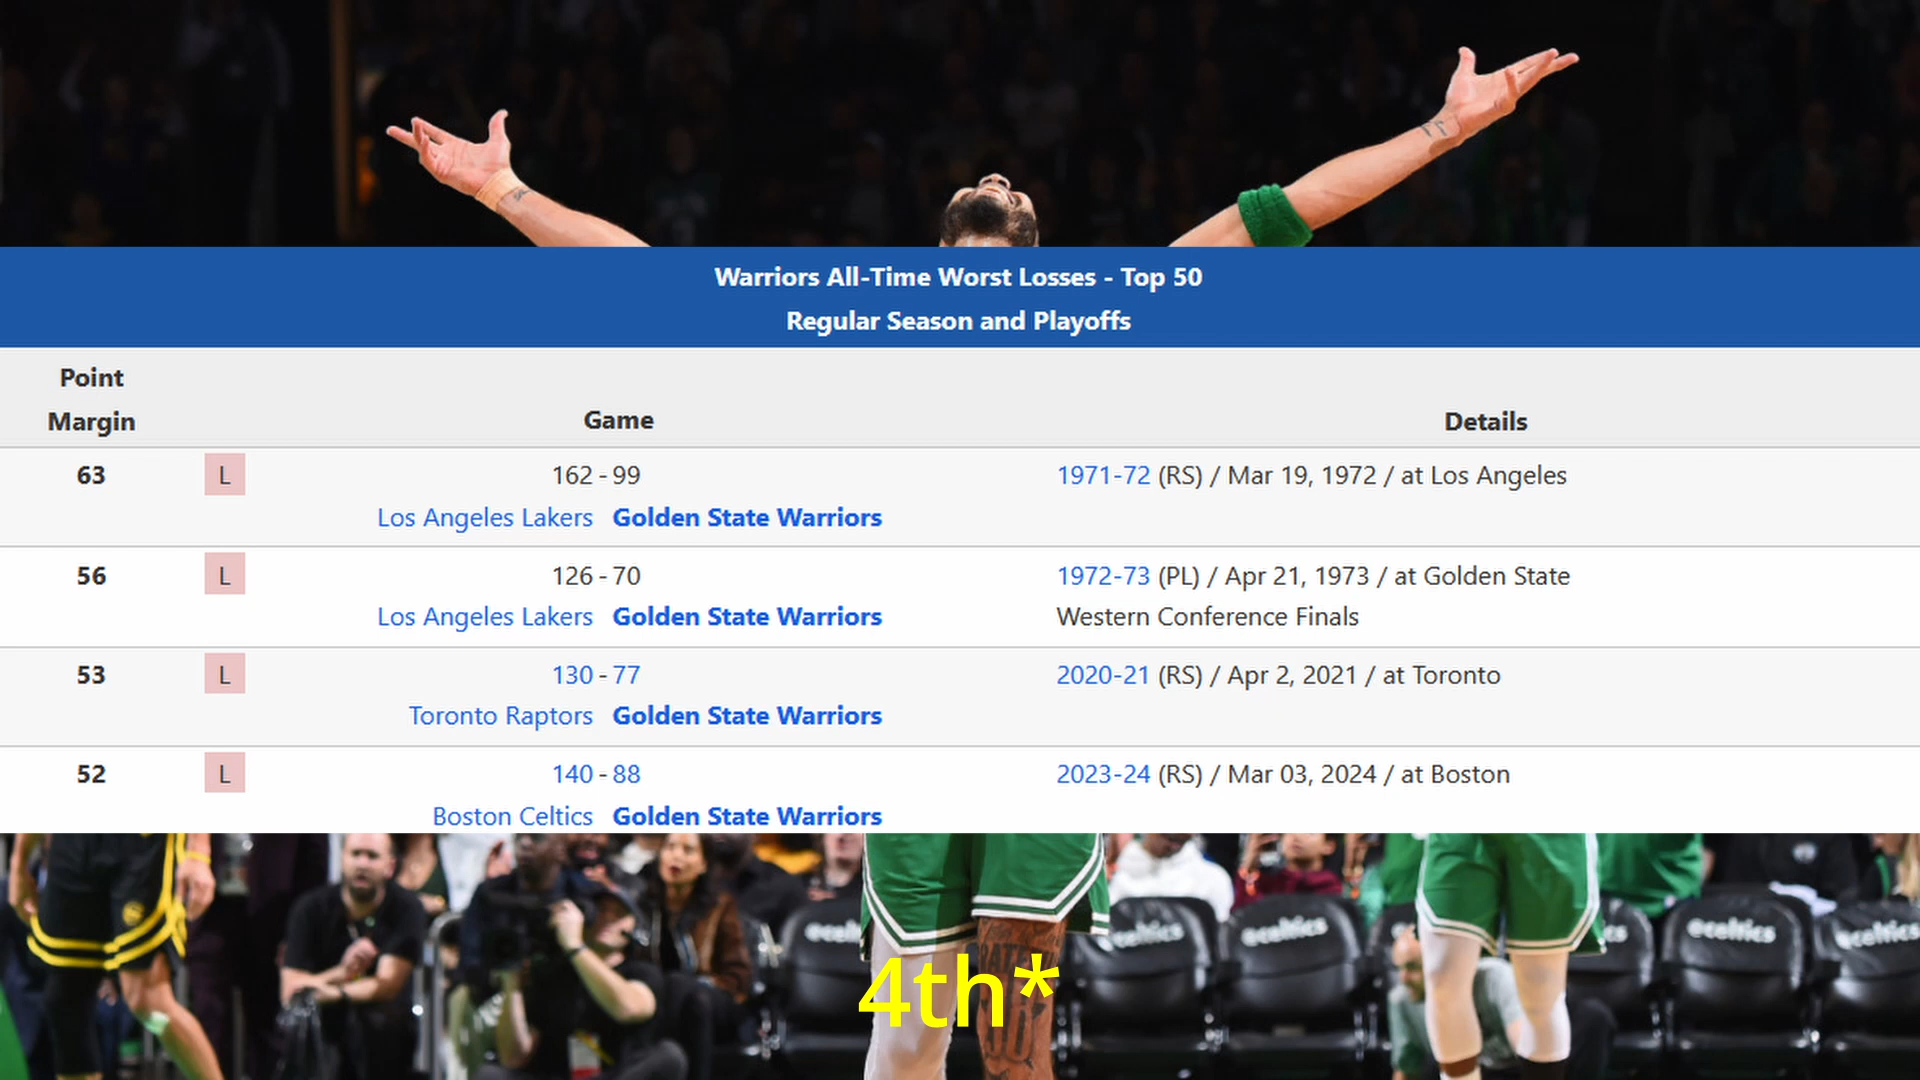 Warriors All-Time Worst Losses - Top 50
Regular Season and Playoffs
Point
Margin
Game
Details
63 L 162 - 99 1971-72 (RS) / Mar 19, 1972 / at Los Angeles
Los Angeles Lakers Golden State Warriors
56 L 126 - 70 1972-73 (PL) / Apr 21, 1973 / at Golden State
Los Angeles Lakers Golden State Warriors Western Conference Finals
53 L 130 - 77 2020-21 (RS) / Apr 2, 2021 / at Toronto
Toronto Raptors Golden State Warriors
52 L 140 - 88 2023-24 (RS) / Mar 03, 2024 / at Boston
Boston Celtics Golden State Warriors
celtics
celtics
celtics
celtics
4th*